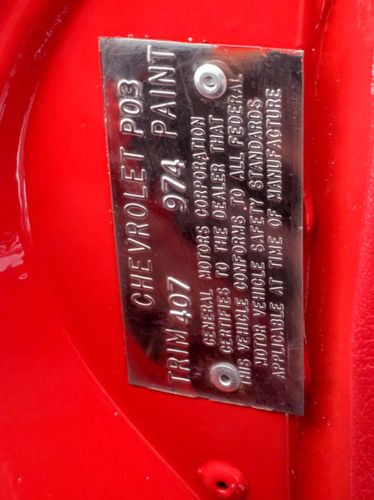 CHEVROLET P03
TRIM 407 974 PAINT
GENERAL MOTORS CORPORATION
CERTIFIES TO THE DEALER THAT
THIS VEHICLE CONFORMS TO ALL FEDERAL
MOTOR VEHICLE SAFETY STANDARDS
APPLICABLE AT TIME OF MANUFACTURE